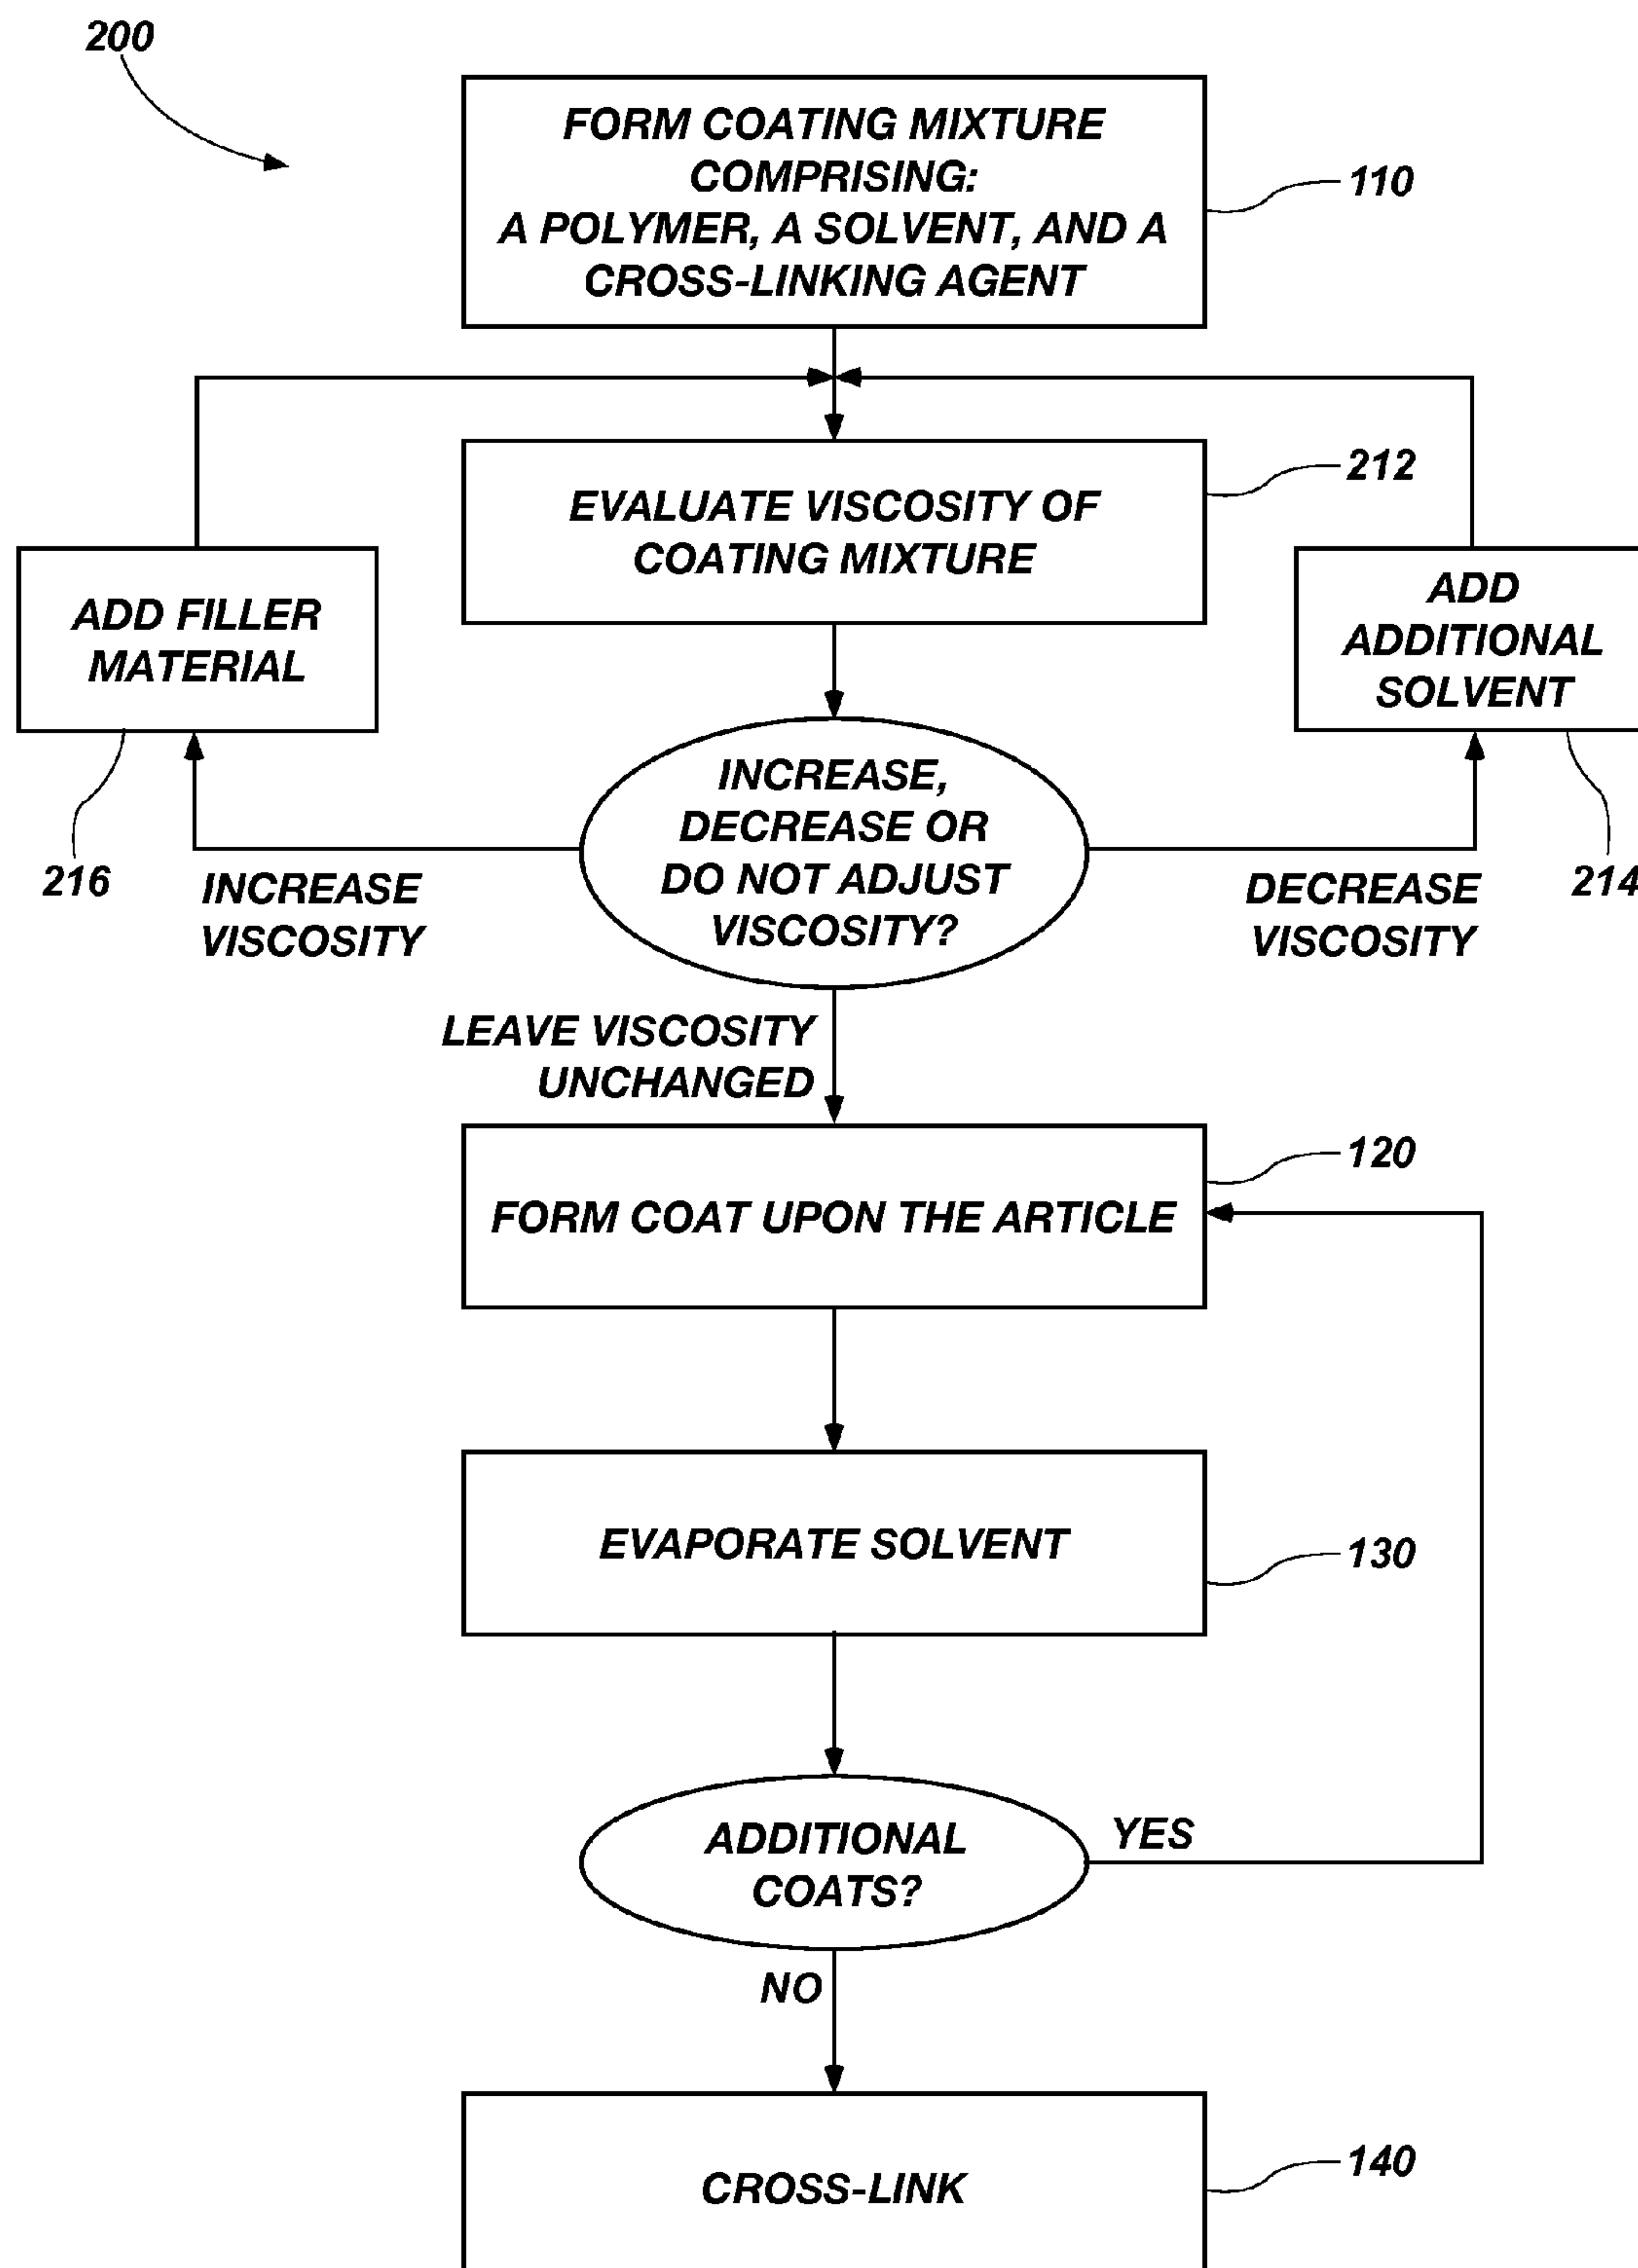 200
FORM COATING MIXTURE
COMPRISING:
A POLYMER, A SOLVENT, AND A
CROSS-LINKING AGENT
110
EVALUATE VISCOSITY OF
COATING MIXTURE
212
ADD FILLER
MATERIAL
216
ADD
ADDITIONAL
SOLVENT
214
INCREASE,
DECREASE OR
DO NOT ADJUST
VISCOSITY?
INCREASE
VISCOSITY
DECREASE
VISCOSITY
LEAVE VISCOSITY
UNCHANGED
FORM COAT UPON THE ARTICLE
120
EVAPORATE SOLVENT
130
ADDITIONAL
COATS?
YES
NO
CROSS-LINK
140